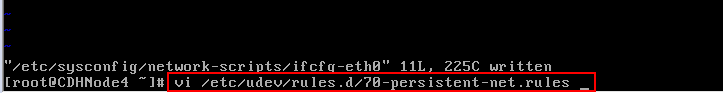 ~
~
~
"/etc/sysconfig/network-scripts/ifcfg-eth0" 11L, 225C written
[root@CDHNode4 ~]# vi /etc/udev/rules.d/70-persistent-net.rules _